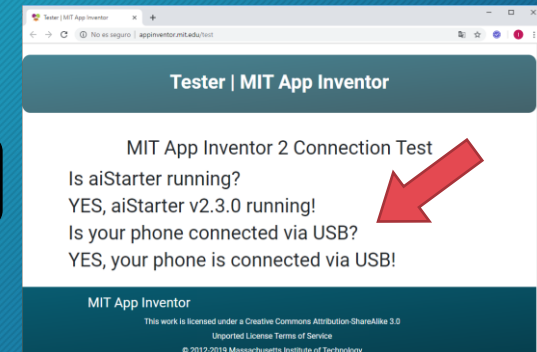 Tester | MIT App Inventor
No es seguro | appinventor.mit.edu/test
Tester | MIT App Inventor
MIT App Inventor 2 Connection Test
Is aiStarter running?
YES, aiStarter v2.3.0 running!
Is your phone connected via USB?
YES, your phone is connected via USB!
MIT App Inventor
This work is licensed under a Creative Commons Attribution-ShareAlike 3.0
Unported License Terms of Service
© 2012-2019 Massachusetts Institute of Technology